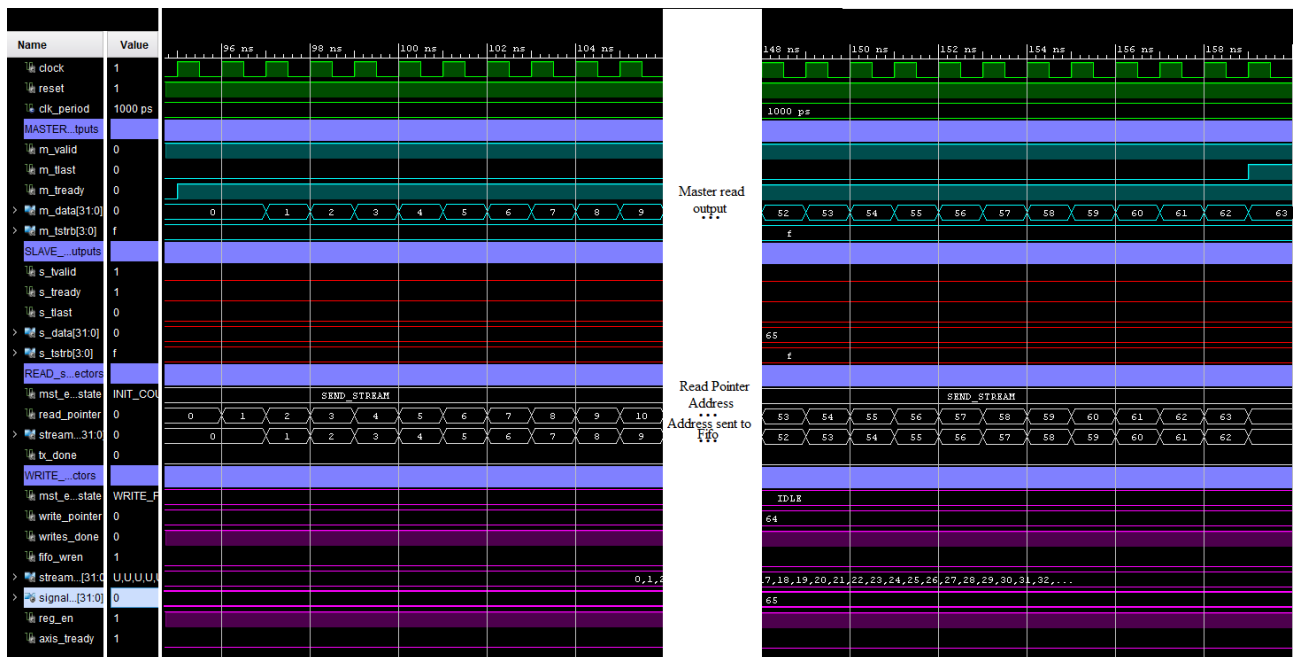 Name Value
96 ns 98 ns 100 ns 102 ns 104 ns 148 ns 150 ns 152 ns 154 ns 156 ns 158 ns
clock 1
reset 1
clk_period 1000 ps 1000 ps
MASTER...tputs
m_valid 0
m_tlast 0
m_tready 0
Master read
output
...
m_data[31:0] 0 0 1 2 3 4 5 6 7 8 9 52 53 54 55 56 57 58 59 60 61 62 63
m_tstrb[3:0] f f
SLAVE_...utputs
s_tvalid 1
s_tready 1
s_tlast 0
s_data[31:0] 0 65
s_tstrb[3:0] f f
READ_s...ectors
mst_e...state INIT_COU SEND_STREAM SEND_STREAM
Read Pointer
Address
...
read_pointer 0 0 1 2 3 4 5 6 7 8 9 10 53 54 55 56 57 58 59 60 61 62 63
Address sent to
Fifo
...
stream...31:0 0 0 1 2 3 4 5 6 7 8 9 52 53 54 55 56 57 58 59 60 61 62
tx_done 0
WRITE_...ctors
mst_e...state WRITE_F IDLE
write_pointer 0 64
writes_done 0
fifo_wren 1
stream...[31:0 U,U,U,U,U 0,1,2 17,18,19,20,21,22,23,24,25,26,27,28,29,30,31,32,...
signal...[31:0] 0 65
reg_en 1
axis_tready 1